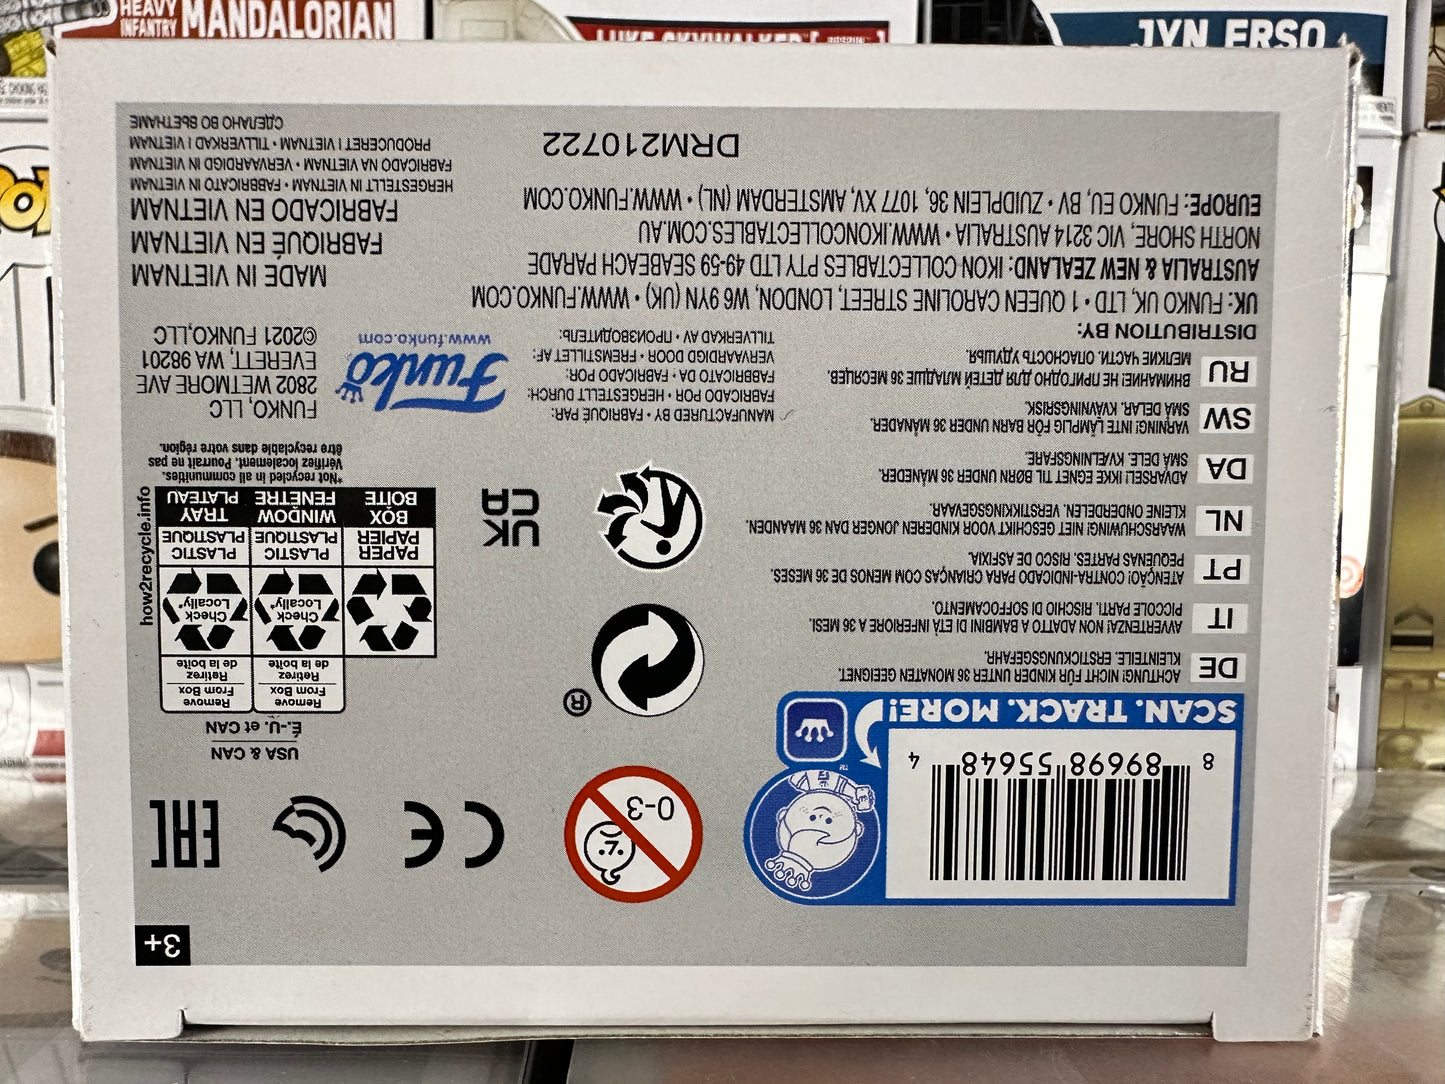 HEAVY
INFANTRY MANDALORIAN
LUKE SKYWALKER
JYN ERSO
3+
8 89698 55648 4
SCAN. TRACK. MORE!
TM
0-3
CE
EAC
USA & CAN
É.-U. et CAN
Remove
From Box
Retirez
de la boîte
Remove
From Box
Retirez
de la boîte
Check
Locally*
Check
Locally*
PAPER
PAPIER
PLASTIC
PLASTIQUE
PLASTIC
PLASTIQUE
BOX
BOÎTE
WINDOW
FENÊTRE
TRAY
PLATEAU
how2recycle.info
*Not recycled in all communities.
Vérifiez localement. Pourrait ne pas
être recyclable dans votre région.
®
UK
CA
DE
ACHTUNG! NICHT FÜR KINDER UNTER 36 MONATEN GEEIGNET.
KLEINTEILE. ERSTICKUNGSGEFAHR.
IT
AVVERTENZA! NON ADATTO A BAMBINI DI ETÀ INFERIORE A 36 MESI.
PICCOLE PARTI. RISCHIO DI SOFFOCAMENTO.
PT
ATENÇÃO! CONTRA-INDICADO PARA CRIANÇAS COM MENOS DE 36 MESES.
PEQUENAS PARTES. RISCO DE ASFIXIA.
NL
WAARSCHUWING! NIET GESCHIKT VOOR KINDEREN JONGER DAN 36 MAANDEN.
KLEINE ONDERDELEN. VERSTIKKINGSGEVAAR.
DA
ADVARSEL! IKKE EGNET TIL BØRN UNDER 36 MÅNEDER.
SMÅ DELE. KVÆLNINGSFARE.
SW
VARNING! INTE LÄMPLIG FÖR BARN UNDER 36 MÅNADER.
SMÅ DELAR. KVÄVNINGSRISK.
RU
ВНИМАНИЕ! НЕ ПРИГОДНО ДЛЯ ДЕТЕЙ МЛАДШЕ 36 МЕСЯЦЕВ.
МЕЛКИЕ ЧАСТИ. ОПАСНОСТЬ УДУШЬЯ.
MANUFACTURED BY • FABRIQUÉ PAR:
FABRICADO POR • HERGESTELLT DURCH:
FABBRICATO DA • FABRICADO POR:
VERVAARDIGD DOOR • FREMSTILLET AF:
TILLVERKAD AV • ПРОИЗВОДИТЕЛЬ:
Funko
www.funko.com
FUNKO, LLC
2802 WETMORE AVE
EVERETT, WA 98201
©2021 FUNKO,LLC
DISTRIBUTION BY:
UK: FUNKO UK, LTD • 1 QUEEN CAROLINE STREET, LONDON, W6 9YN (UK) • WWW.FUNKO.COM
AUSTRALIA & NEW ZEALAND: IKON COLLECTABLES PTY LTD 49-59 SEABEACH PARADE
NORTH SHORE, VIC 3214 AUSTRALIA • WWW.IKONCOLLECTABLES.COM.AU
EUROPE: FUNKO EU, BV • ZUIDPLEIN 36, 1077 XV, AMSTERDAM (NL) • WWW.FUNKO.COM
DRM210722
MADE IN VIETNAM
FABRIQUÉ EN VIETNAM
FABRICADO EN VIETNAM
HERGESTELLT IN VIETNAM • FABBRICATO IN VIETNAM
FABRICADO NA VIETNAM • VERVAARDIGD IN VIETNAM
PRODUCERET I VIETNAM • TILLVERKAD I VIETNAM
СДЕЛАНО ВО ВЬЕТНАМЕ